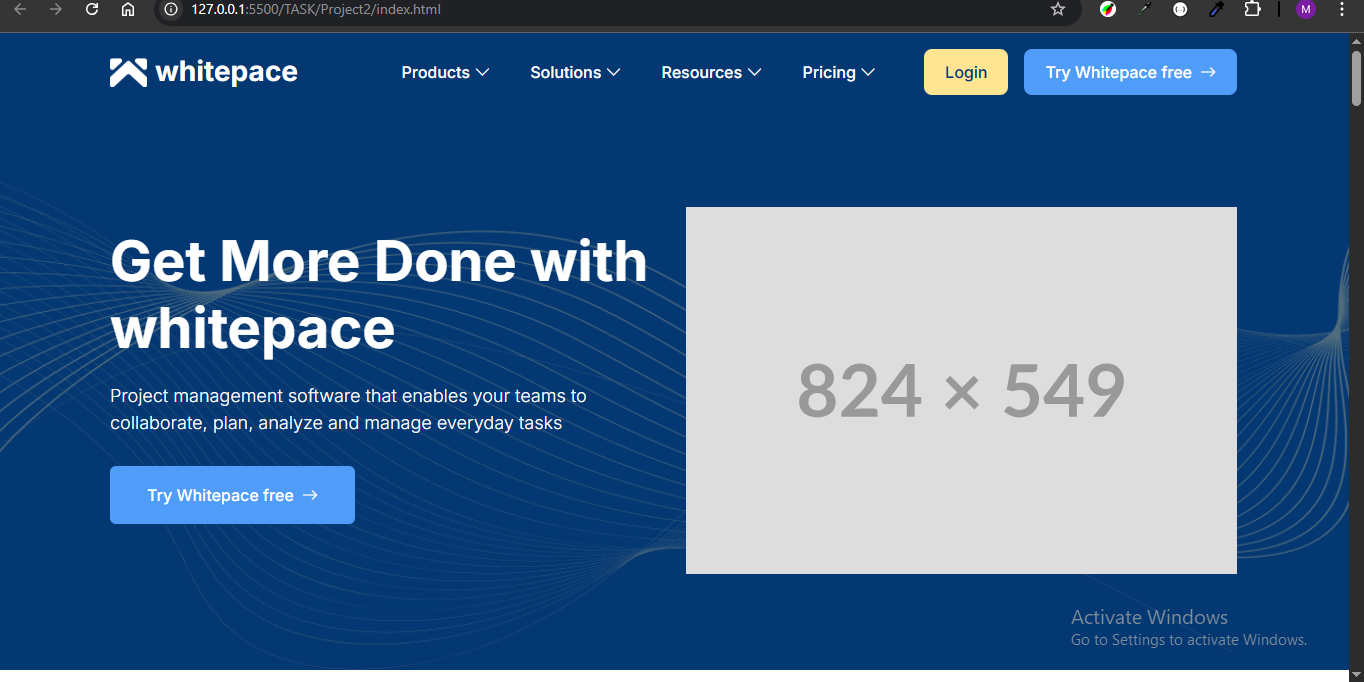 127.0.0.1:5500/TASK/Project2/index.html
M
whitepace
Products
Solutions
Resources
Pricing
Login
Try Whitepace free →
Get More Done with
whitepace
Project management software that enables your teams to
collaborate, plan, analyze and manage everyday tasks
Try Whitepace free →
824 × 549
Activate Windows
Go to Settings to activate Windows.